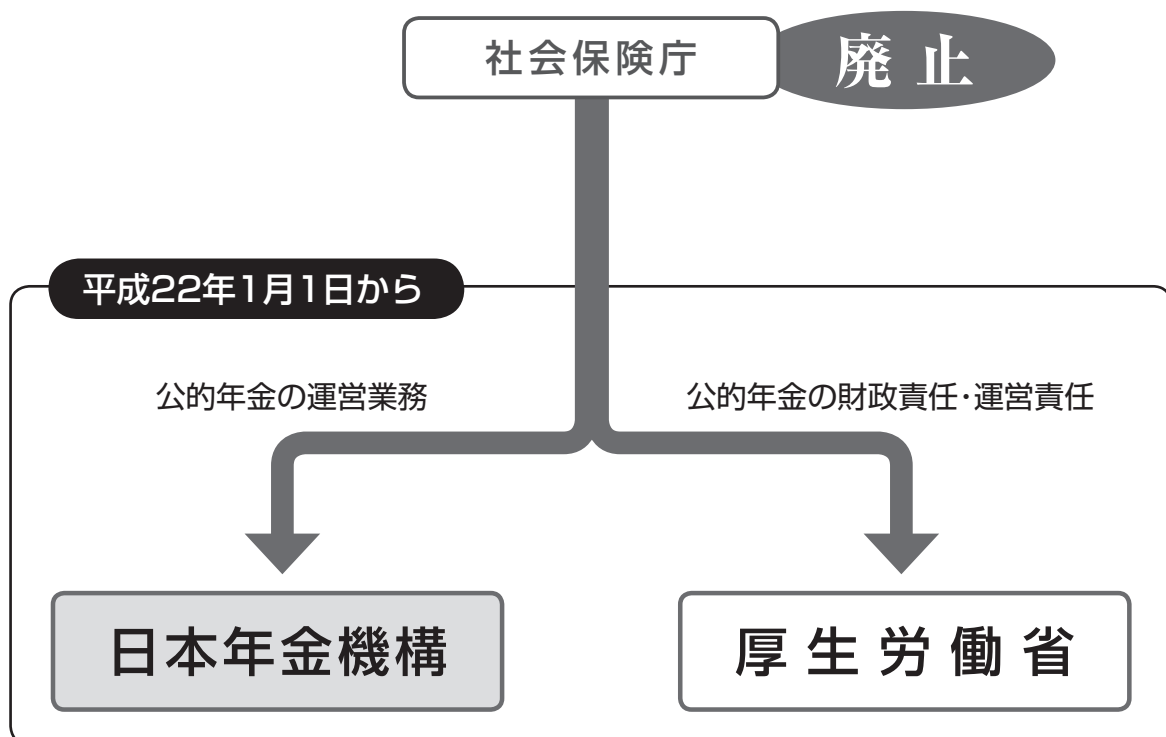 社会保険庁
廃止
平成22年1月1日から
公的年金の運営業務
公的年金の財政責任・運営責任
日本年金機構
厚生労働省